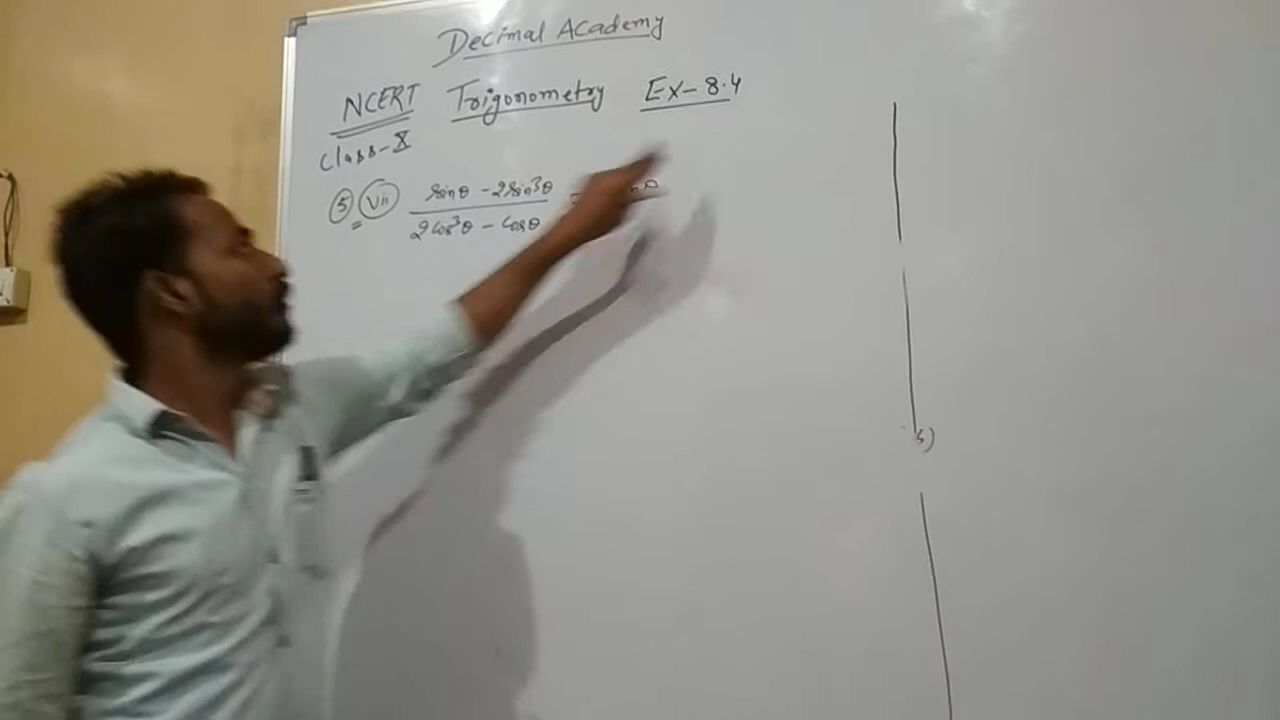 Decimal Academy
NCERT Trigonometry Ex-8.4
Class-X
5 vii sinθ - 2sin³θ
2cos³θ - cosθ